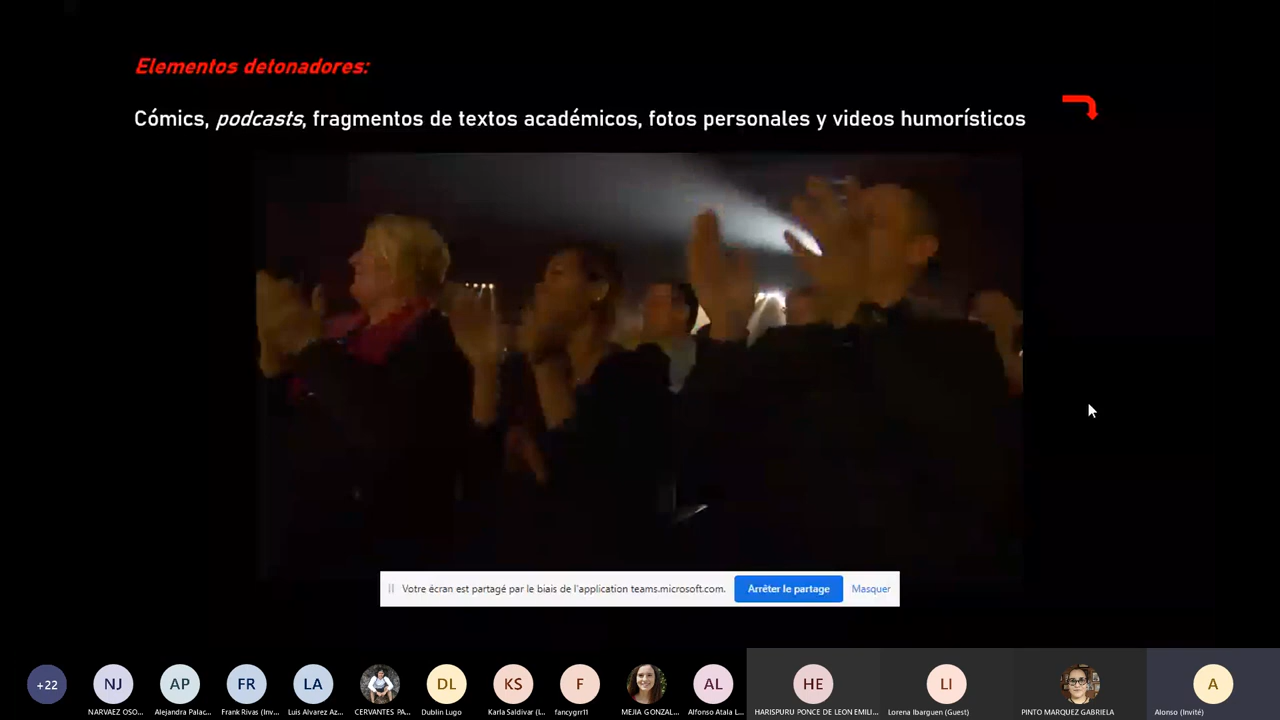 Elementos detonadores:
Cómics, podcasts, fragmentos de textos académicos, fotos personales y videos humorísticos
Votre écran est partagé par le biais de l'application teams.microsoft.com. Arrêter le partage Masquer
+22 NJ AP FR LA DL KS F AL HE LI A
NARVAEZ OSO... Alejandra Palac... Frank Rivas (Inv... Luis Alvarez Az... CERVANTES PA... Dublin Lugo Karla Saldivar (I... fancygr11 MEJIA GONZAL... Alfonso Atala L... HARISPURU PONCE DE LEON EMILI... Lorena Ibarguen (Guest) PINTO MARQUEZ GABRIELA Alonso (Invité)